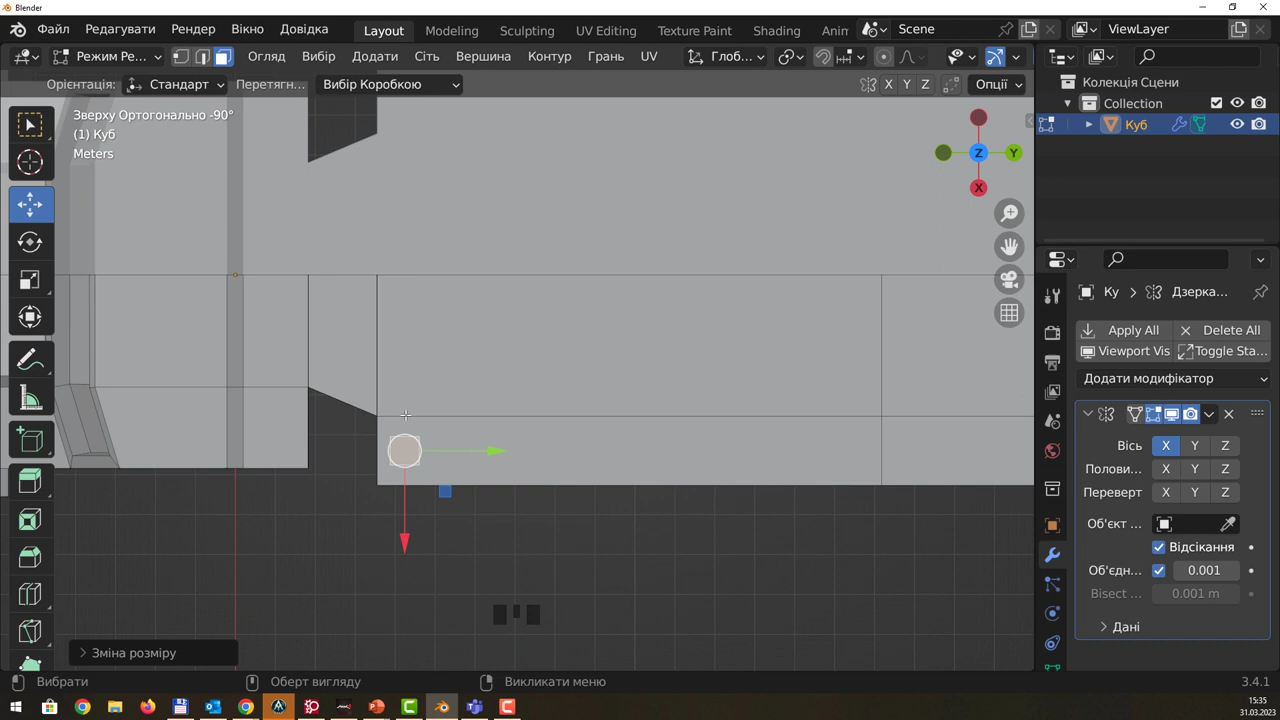 Blender
Файл Редагувати Рендер Вікно Довідка Layout Modeling Sculpting UV Editing Texture Paint Shading Anim Scene ViewLayer
Режим Ре... Огляд Вибір Додати Сіть Вершина Контур Грань UV Глоб...
Орієнтація: Стандарт Перетягн... Вибір Коробкою X Y Z Опції
Колекція Сцени
Collection
Куб
Зверху Ортогонально -90°
(1) Куб
Meters
Z
Y
X
Ку Дзерка...
Apply All Delete All
Viewport Vis Toggle Sta...
Додати модифікатор
Вісь X Y Z
Полови... X Y Z
Переверт X Y Z
Об'єкт ...
Відсікання
Об'єдн... 0.001
Bisect ... 0.001 m
Дані
Зміна розміру
Вибрати Оберт вигляду Викликати меню 3.4.1
15:35
31.03.2023